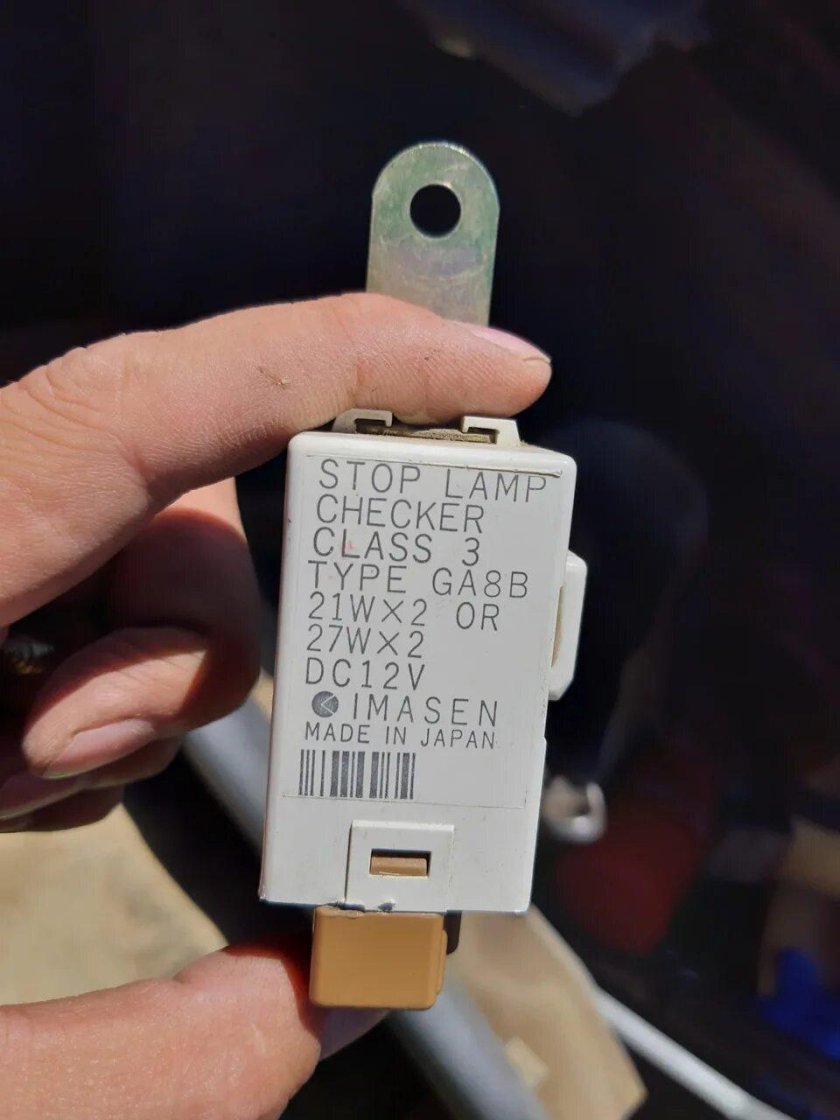 STOP LAMP
CHECKER
CLASS 3
TYPE GA8B
21W×2 OR
27W×2
DC12V
IMASEN
MADE IN JAPAN